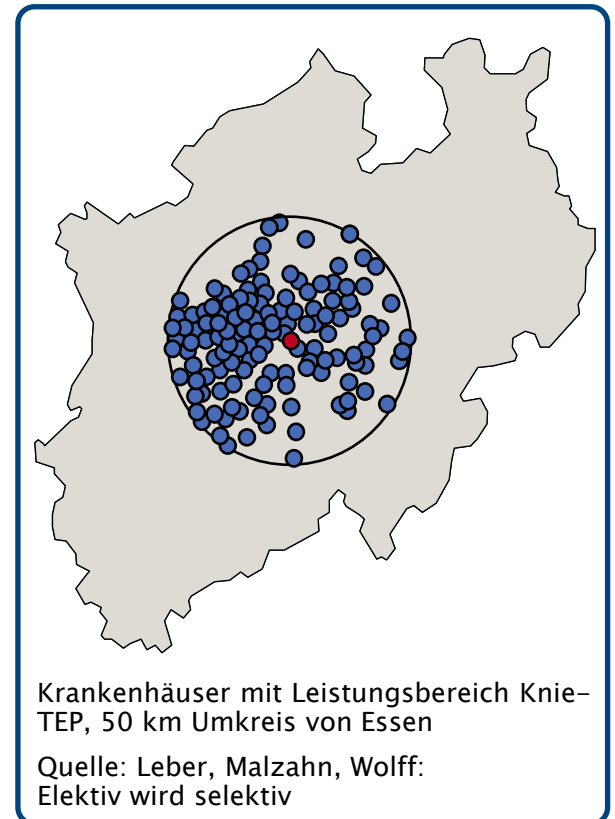 Krankenhäuser mit Leistungsbereich Knie-
TEP, 50 km Umkreis von Essen
Quelle: Leber, Malzahn, Wolff:
Elektiv wird selektiv